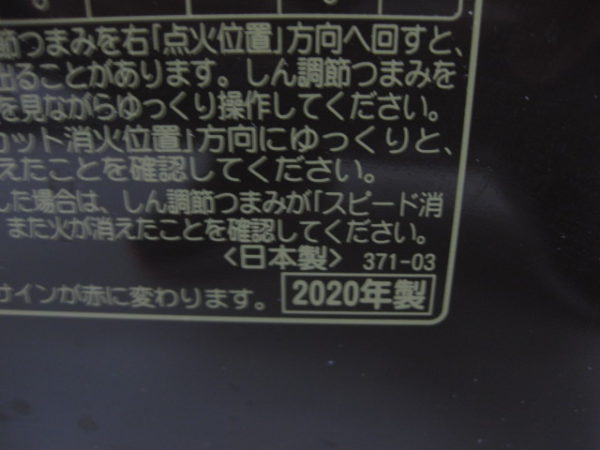 節つまみを右「点火位置」方向へ回すと、
出ることがあります。しん調節つまみを
を見ながらゆっくり操作してください。
カット消火位置」方向にゆっくりと、
えたことを確認してください。
した場合は、しん調節つまみが「スピード消
また火が消えたことを確認してください。
<日本製> 371-03
サインが赤に変わります。
2020年製